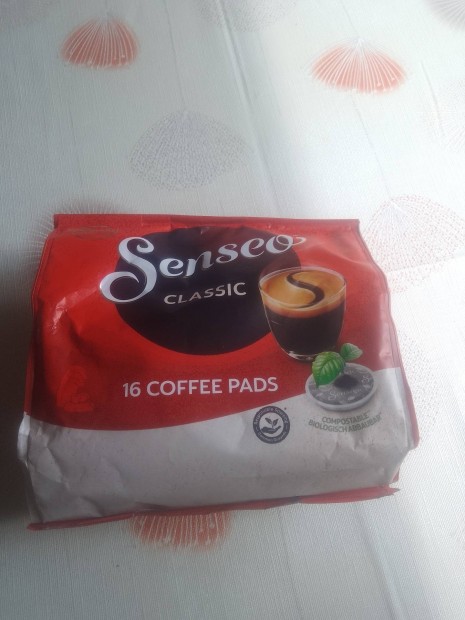 Senseo
CLASSIC
16 COFFEE PADS
COMPOSTABLE
BIOLOGISCH ABBAUBAR